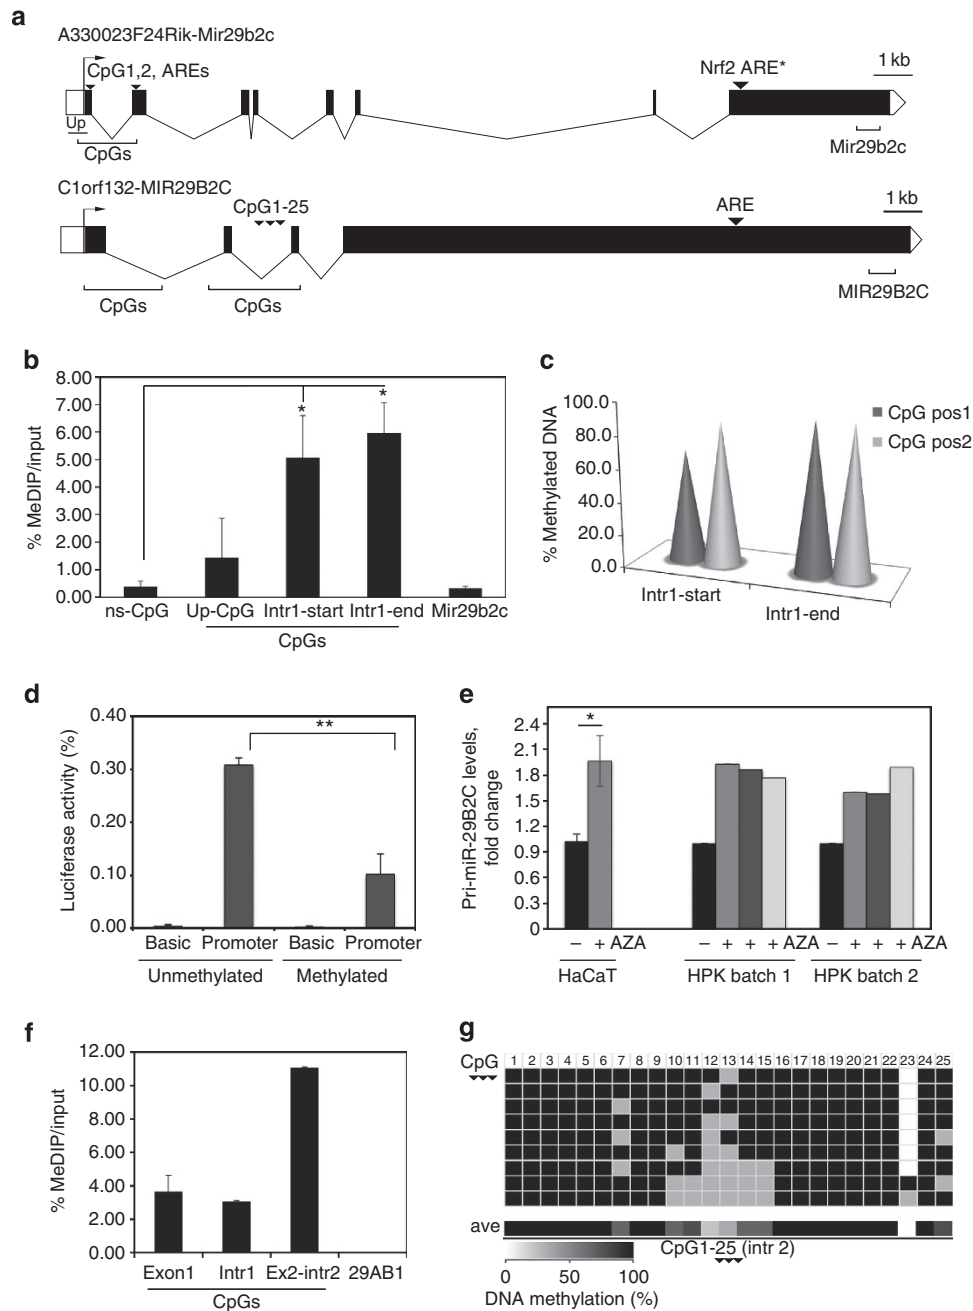 a
A330023F24Rik-Mir29b2c
CpG1,2, AREs
Nrf2 ARE*
1 kb
Up
CpGs
Mir29b2c
C1orf132-MIR29B2C
CpG1-25
ARE
1 kb
CpGs
CpGs
MIR29B2C
b
% MeDIP/input
8.00
7.00
6.00
5.00
4.00
3.00
2.00
1.00
0.00
*
*
ns-CpG
Up-CpG
Intr1-start
Intr1-end
Mir29b2c
CpGs
c
% Methylated DNA
100.0
80.0
60.0
40.0
20.0
0.0
CpG pos1
CpG pos2
Intr1-start
Intr1-end
d
Luciferase activity (%)
0.40
0.30
0.20
0.10
0.00
**
Basic
Promoter
Basic
Promoter
Unmethylated
Methylated
e
Pri-miR-29B2C levels,
fold change
2.4
2.1
1.8
1.5
1.2
0.9
0.6
0.3
0
*
– + AZA
– + + + AZA
– + + + AZA
HaCaT
HPK batch 1
HPK batch 2
f
% MeDIP/input
12.00
10.00
8.00
6.00
4.00
2.00
0.00
Exon1
Intr1
Ex2-intr2
29AB1
CpGs
g
CpG
1 2 3 4 5 6 7 8 9 10 11 12 13 14 15 16 17 18 19 20 21 22 23 24 25
ave
CpG1-25 (intr 2)
0 50 100
DNA methylation (%)